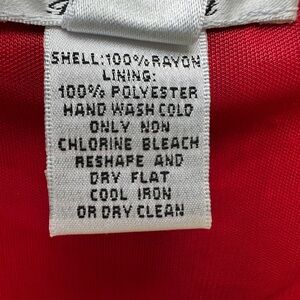 SHELL:100%RAYON
LINING:
100% POLYESTER
HAND WASH COLD
ONLY NON
CHLORINE BLEACH
RESHAPE AND
DRY FLAT
COOL IRON
OR DRY CLEAN